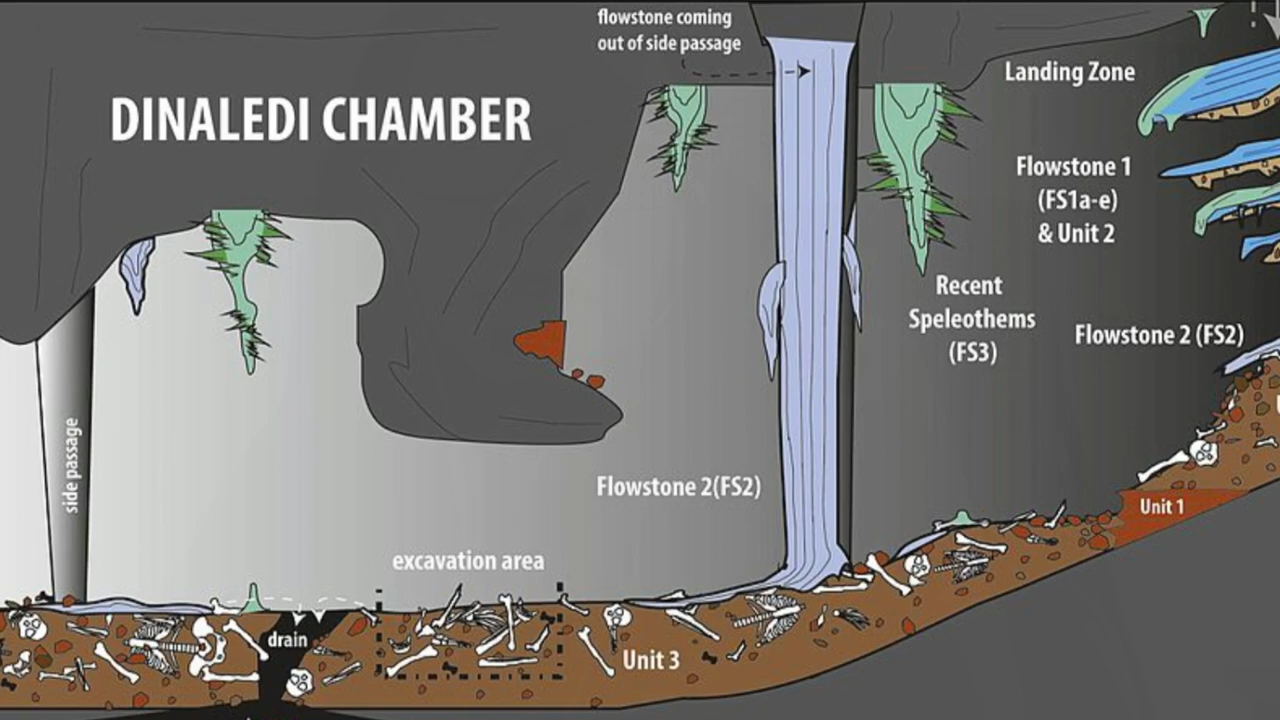 flowstone coming
out of side passage
Landing Zone
DINALEDI CHAMBER
Flowstone 1
(FS1a-e)
& Unit 2
Recent
Speleothems
(FS3)
Flowstone 2 (FS2)
side passage
Flowstone 2(FS2)
Unit 1
excavation area
drain
Unit 3